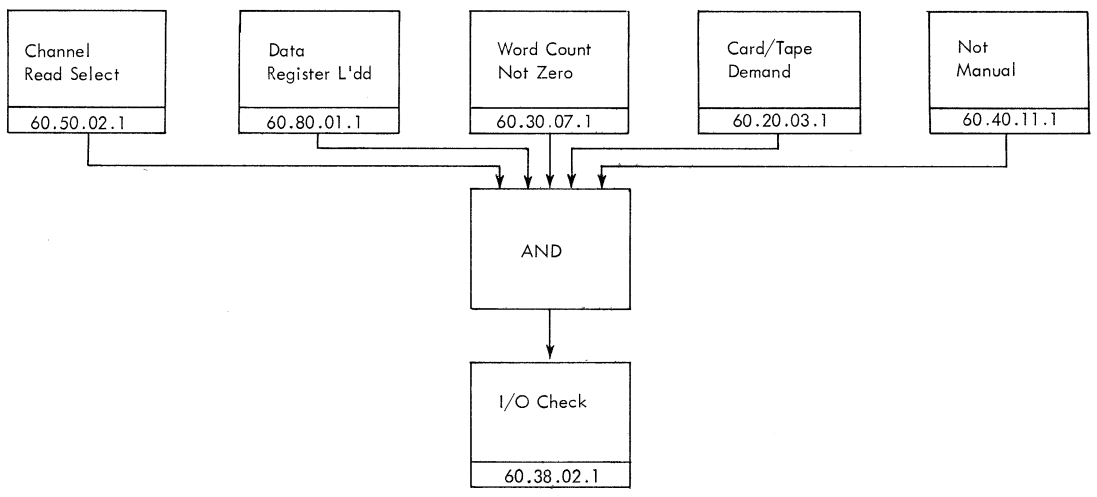 Channel
Read Select
60.50.02.1
Data
Register L'dd
60.80.01.1
Word Count
Not Zero
60.30.07.1
Card/Tape
Demand
60.20.03.1
Not
Manual
60.40.11.1
AND
I/O Check
60.38.02.1